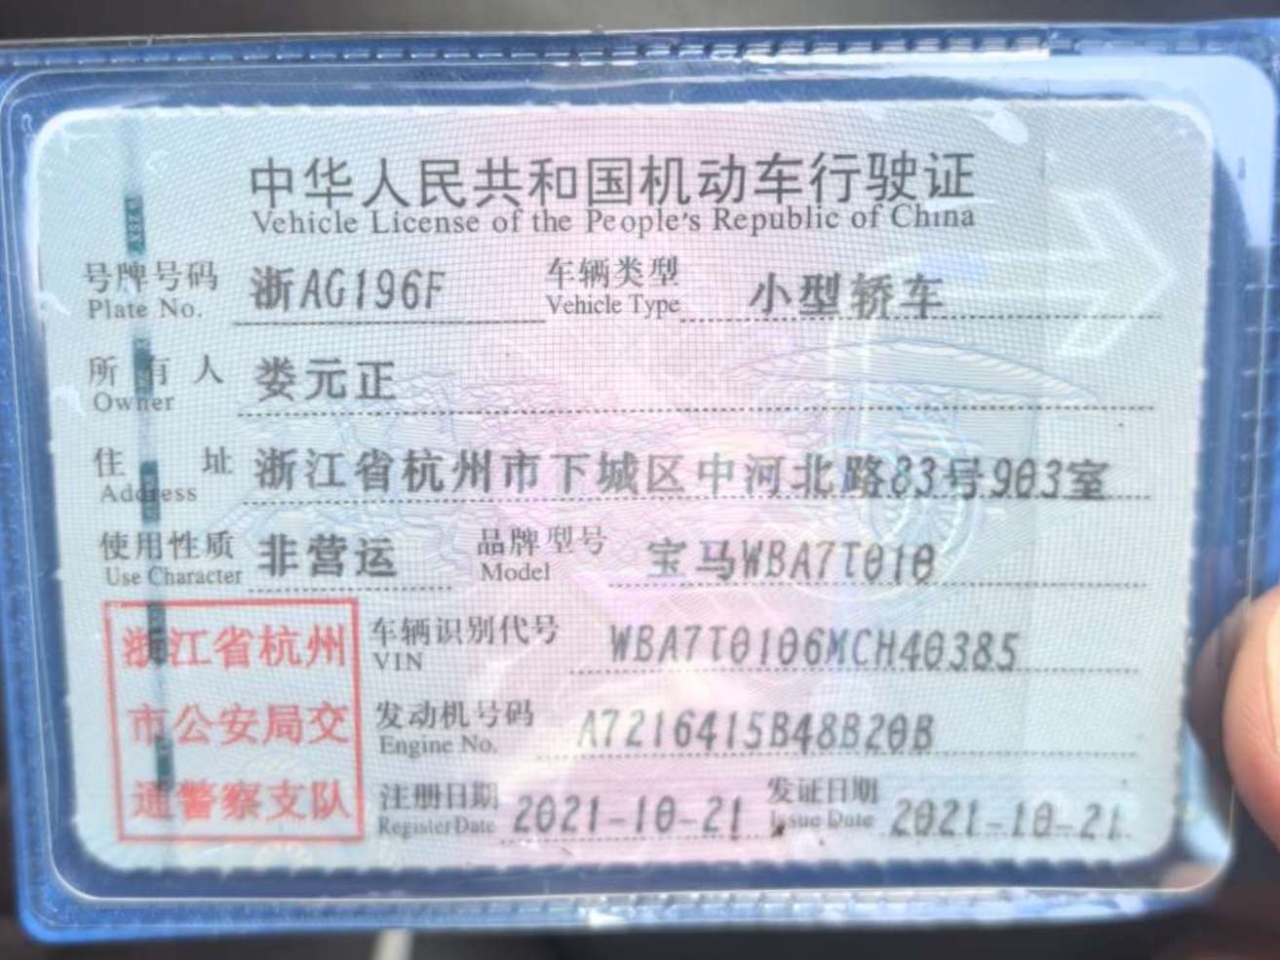 中华人民共和国机动车行驶证
Vehicle License of the People's Republic of China
号牌号码 浙AG196F 车辆类型 小型轿车
Plate No. Vehicle Type
所有人 娄元正
Owner
住址 浙江省杭州市下城区中河北路83号903室
Address
使用性质 非营运 品牌型号 宝马WBA7T010
Use Character Model
浙江省杭州 车辆识别代号 WBA7T0106MCH40385
VIN
市公安局交 发动机号码 A7216415B48B20B
Engine No.
通警察支队 注册日期 2021-10-21 发证日期 2021-10-21
Register Date Issue Date